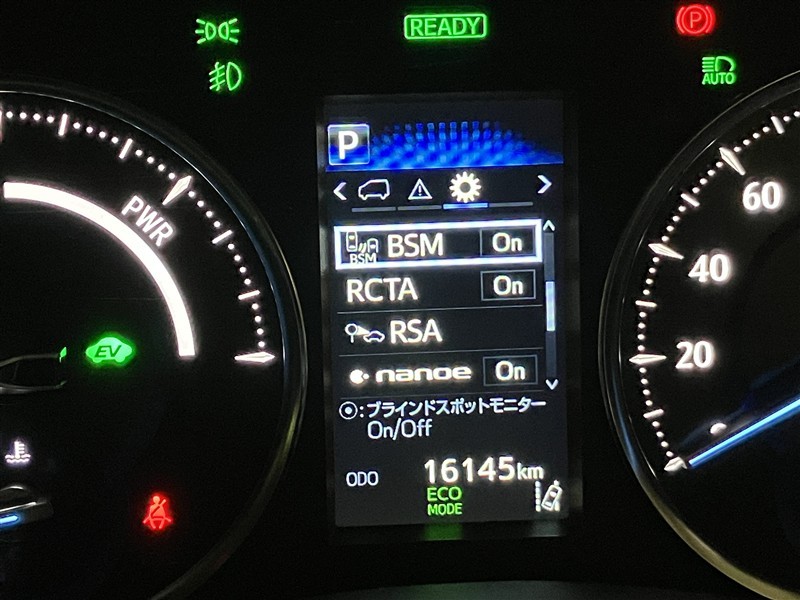 READY
(P)
AUTO
P
PWR
BSM
BSM On
RCTA On
RSA
nanoe On
EV
:ブラインドスポットモニター
On/Off
ODO 16145km
ECO
MODE
60
40
20